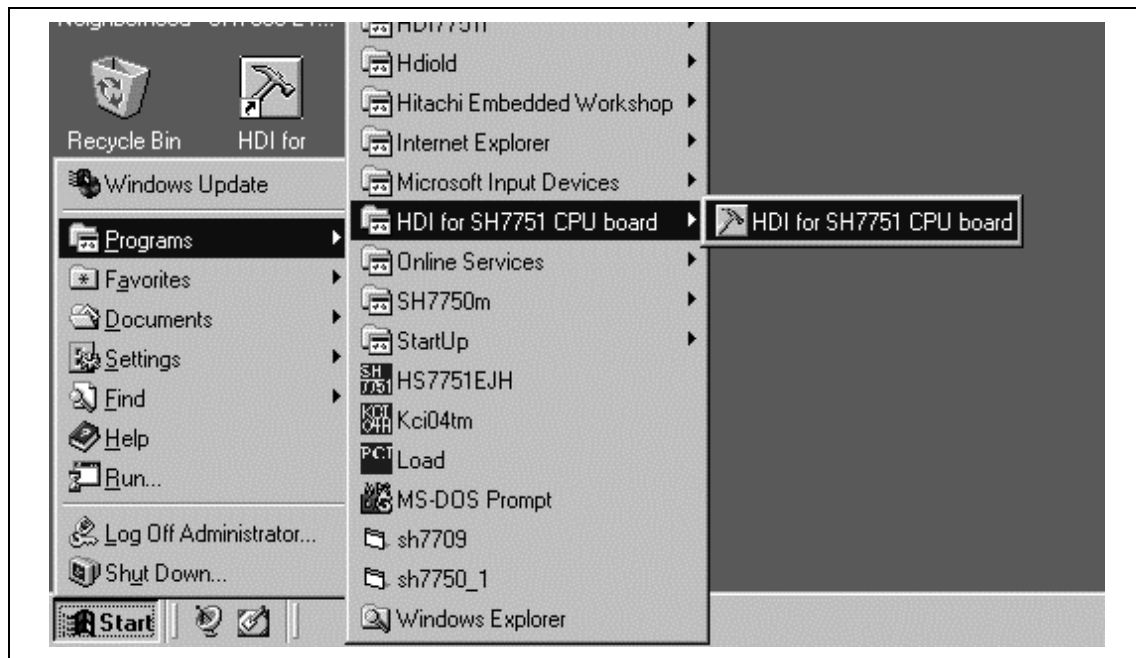 Recycle Bin
HDI for
Windows Update
Programs
Favorites
Documents
Settings
Find
Help
Run...
Log Off Administrator...
Shut Down...
Start
Hdiold
Hitachi Embedded Workshop
Internet Explorer
Microsoft Input Devices
HDI for SH7751 CPU board
Online Services
SH7750m
StartUp
HS7751EJH
Kci04tm
Load
MS-DOS Prompt
sh7709
sh7750_1
Windows Explorer
HDI for SH7751 CPU board